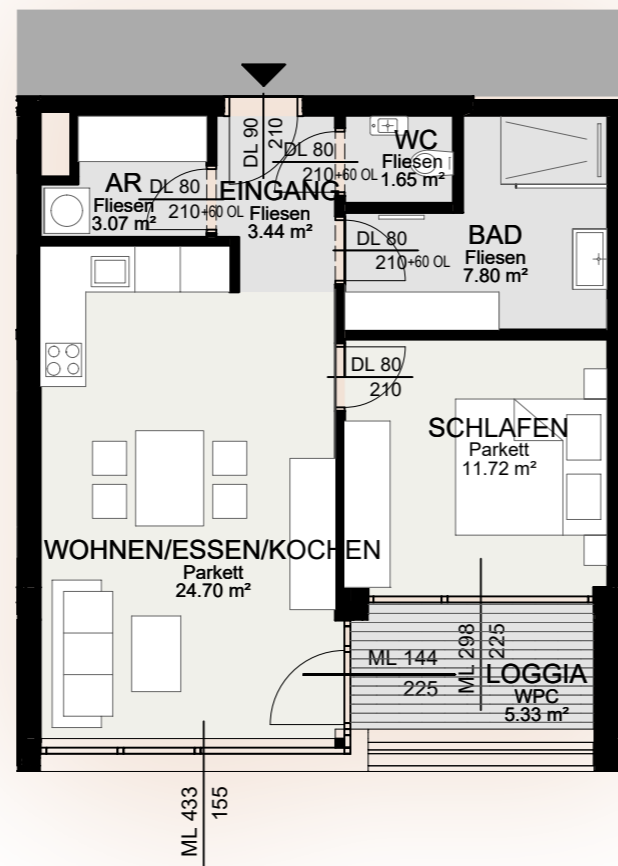 DL 90
210
DL 80
210+60 OL
WC
Fliesen
1.65 m²
AR
Fliesen
3.07 m²
DL 80
210+60 OL
EINGANG
Fliesen
3.44 m²
DL 80
210+60 OL
BAD
Fliesen
7.80 m²
DL 80
210
SCHLAFEN
Parkett
11.72 m²
WOHNEN/ESSEN/KOCHEN
Parkett
24.70 m²
ML 144
225
ML 298
225
LOGGIA
WPC
5.33 m²
ML 433
155